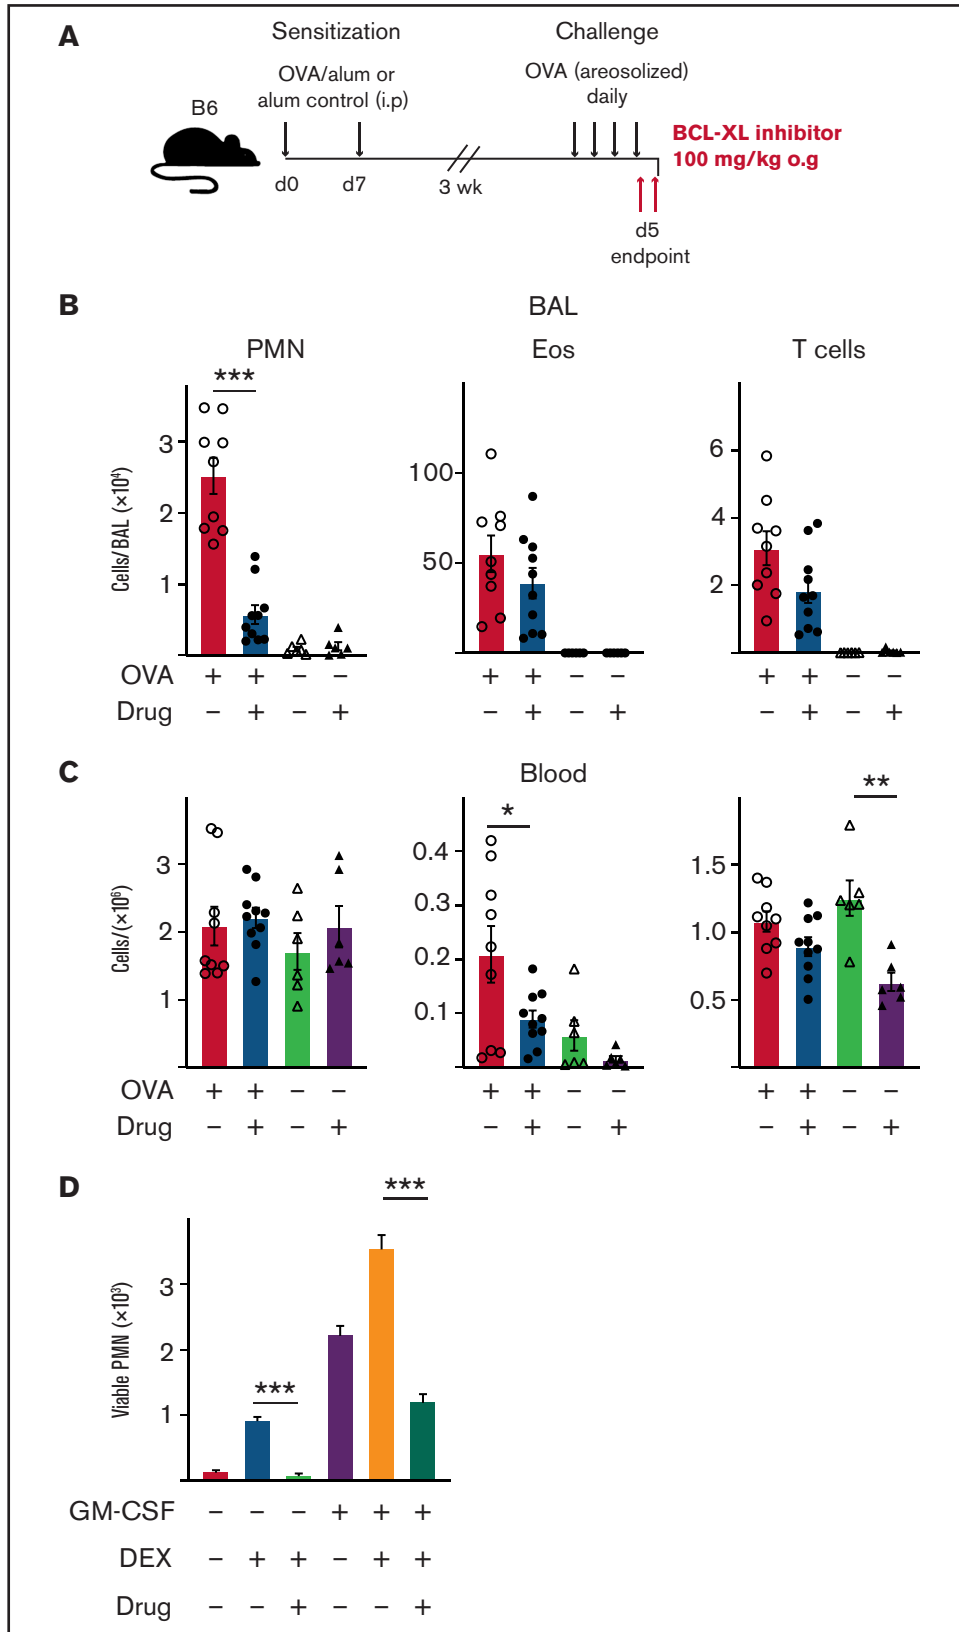 A
Sensitization
Challenge
OVA/alum or
alum control (i.p)
OVA (areosolized)
daily
B6
BCL-XL inhibitor
100 mg/kg o.g
d0
d7
3 wk
d5
endpoint
B
BAL
PMN
Eos
T cells
***
Cells/BAL (×10⁴)
3
2
1
100
50
6
4
2
OVA + + − − + + − − + + − −
Drug − + − + − + − + − + − +
C
Blood
*
**
Cells/(×10⁶)
3
2
1
0.4
0.3
0.2
0.1
1.5
1.0
0.5
OVA + + − − + + − − + + − −
Drug − + − + − + − + − + − +
D
***
***
Viable PMN (×10³)
3
2
1
GM-CSF − − − + + +
DEX − + + − + +
Drug − − + − − +